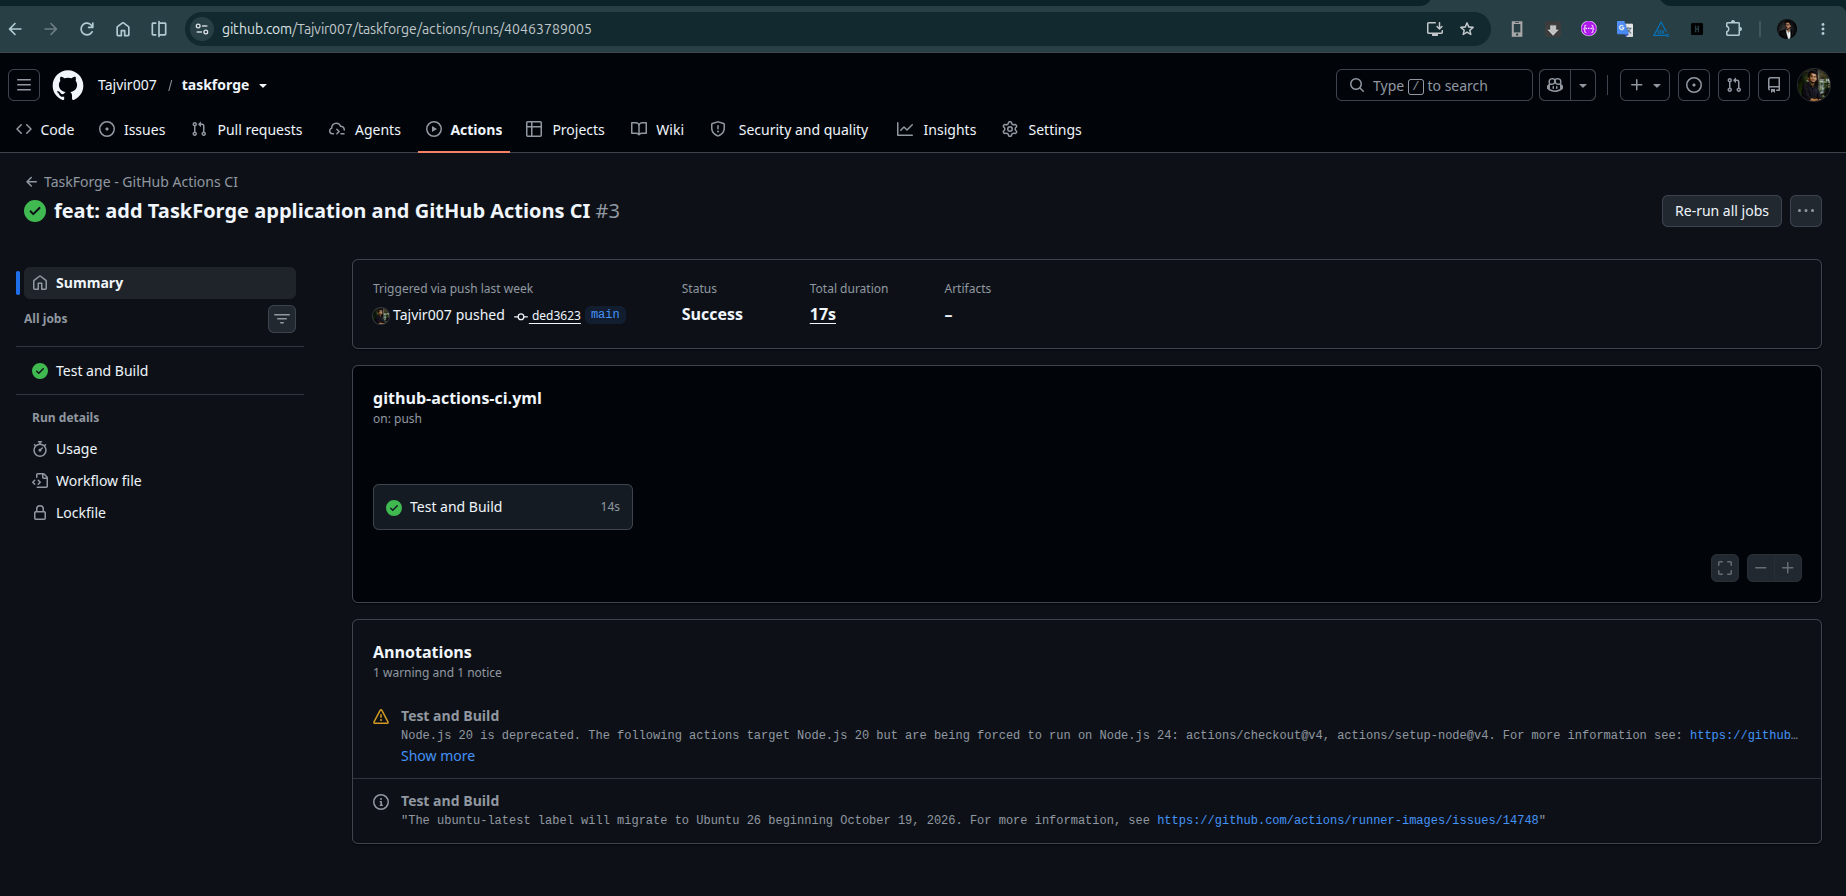 github.com/Tajvir007/taskforge/actions/runs/40463789005
Tajvir007 / taskforge
Type / to search
Code
Issues
Pull requests
Agents
Actions
Projects
Wiki
Security and quality
Insights
Settings
TaskForge - GitHub Actions CI
feat: add TaskForge application and GitHub Actions CI #3
Re-run all jobs
Summary
All jobs
Test and Build
Run details
Usage
Workflow file
Lockfile
Triggered via push last week
Tajvir007 pushed ded3623 main
Status
Success
Total duration
17s
Artifacts
–
github-actions-ci.yml
on: push
Test and Build 14s
Annotations
1 warning and 1 notice
Test and Build
Node.js 20 is deprecated. The following actions target Node.js 20 but are being forced to run on Node.js 24: actions/checkout@v4, actions/setup-node@v4. For more information see: https://github…
Show more
Test and Build
"The ubuntu-latest label will migrate to Ubuntu 26 beginning October 19, 2026. For more information, see https://github.com/actions/runner-images/issues/14748"